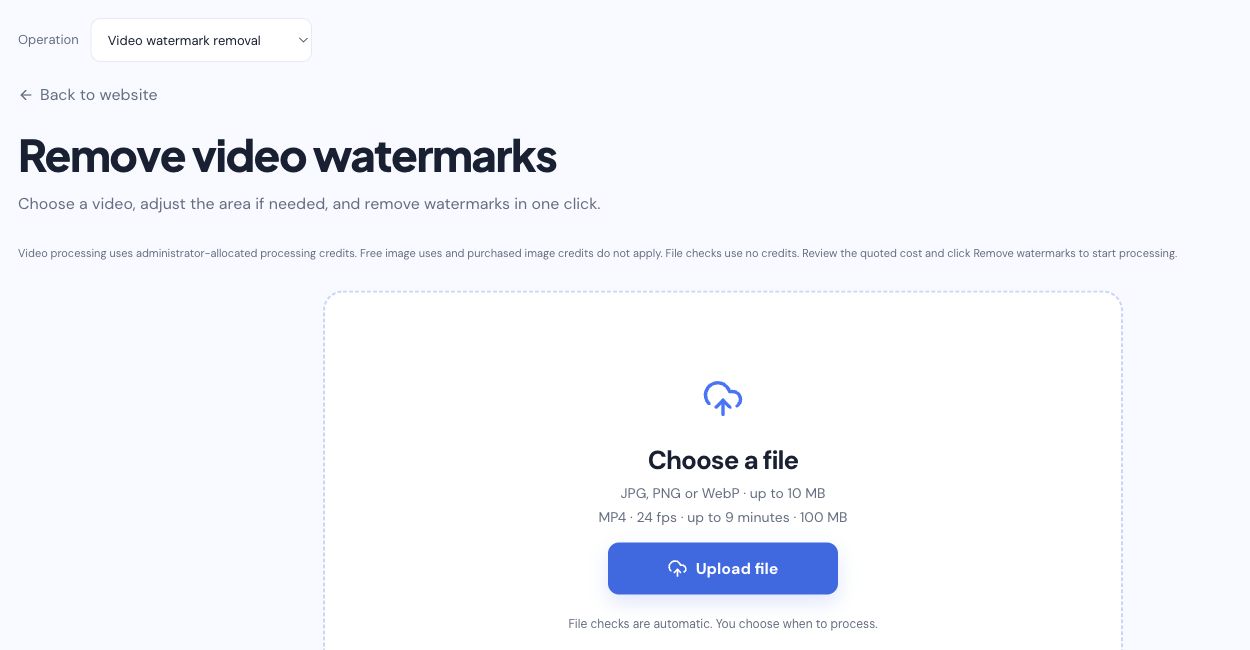 Operation
Video watermark removal
Back to website
Remove video watermarks
Choose a video, adjust the area if needed, and remove watermarks in one click.
Video processing uses administrator-allocated processing credits. Free image uses and purchased image credits do not apply. File checks use no credits. Review the quoted cost and click Remove watermarks to start processing.
Choose a file
JPG, PNG or WebP · up to 10 MB
MP4 · 24 fps · up to 9 minutes · 100 MB
Upload file
File checks are automatic. You choose when to process.